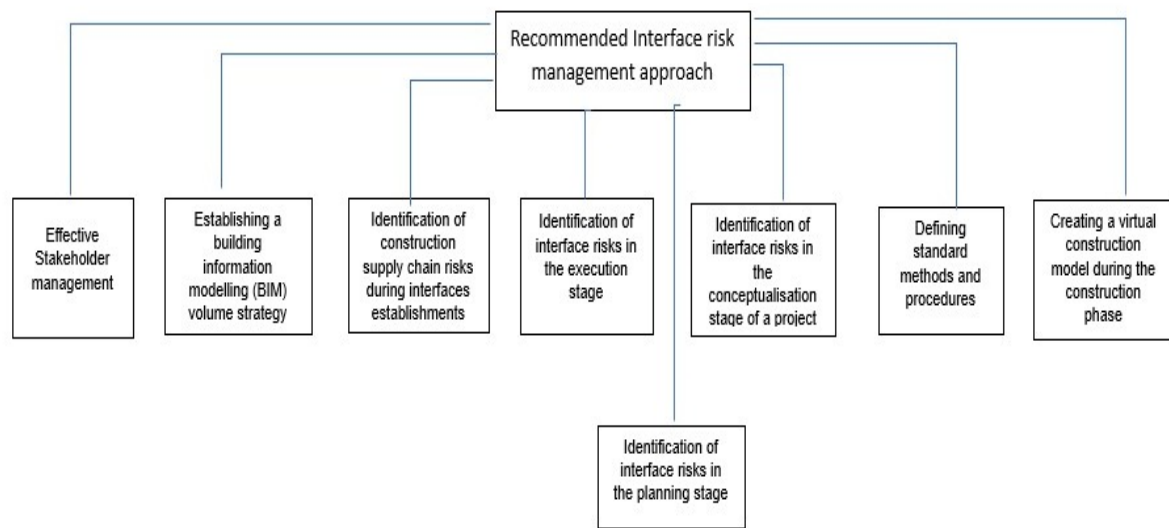 Recommended Interface risk
management approach
Effective
Stakeholder
management
Establishing a
building
information
modelling (BIM)
volume strategy
Identification of
construction
supply chain risks
during interfaces
establishments
Identification of
interface risks in
the execution
stage
Identification of
interface risks in
the
conceptualisation
stage of a project
Defining
standard
methods and
procedures
Creating a virtual
construction
model during the
construction
phase
Identification of
interface risks in
the planning stage